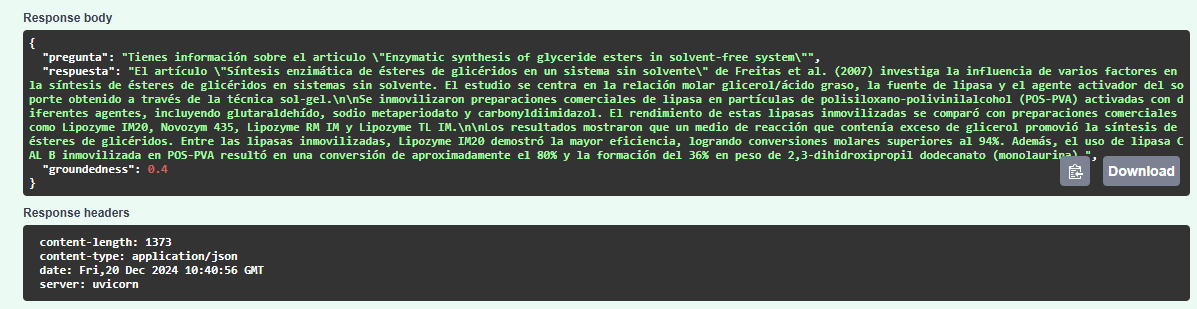 Response body
{
"pregunta": "Tienes información sobre el articulo \"Enzymatic synthesis of glyceride esters in solvent-free system\"",
"respuesta": "El artículo \"Síntesis enzimática de ésteres de glicéridos en un sistema sin solvente\" de Freitas et al. (2007) investiga la influencia de varios factores en
la síntesis de ésteres de glicéridos en sistemas sin solvente. El estudio se centra en la relación molar glicerol/ácido graso, la fuente de lipasa y el agente activador del so
porte obtenido a través de la técnica sol-gel.\n\nSe inmovilizaron preparaciones comerciales de lipasa en partículas de polisiloxano-polivinilalcohol (POS-PVA) activadas con d
iferentes agentes, incluyendo glutaraldehído, sodio metaperiodato y carbonyldiimidazol. El rendimiento de estas lipasas inmovilizadas se comparó con preparaciones comerciales
como Lipozyme IM20, Novozym 435, Lipozyme RM IM y Lipozyme TL IM.\n\nLos resultados mostraron que un medio de reacción que contenía exceso de glicerol promovió la síntesis de
ésteres de glicéridos. Entre las lipasas inmovilizadas, Lipozyme IM20 demostró la mayor eficiencia, logrando conversiones molares superiores al 94%. Además, el uso de lipasa C
AL B inmovilizada en POS-PVA resultó en una conversión de aproximadamente el 80% y la formación del 36% en peso de 2,3-dihidroxipropil dodecanato (monolaurina).",
"groundedness": 0.4
}
Download
Response headers
content-length: 1373
content-type: application/json
date: Fri,20 Dec 2024 10:40:56 GMT
server: uvicorn